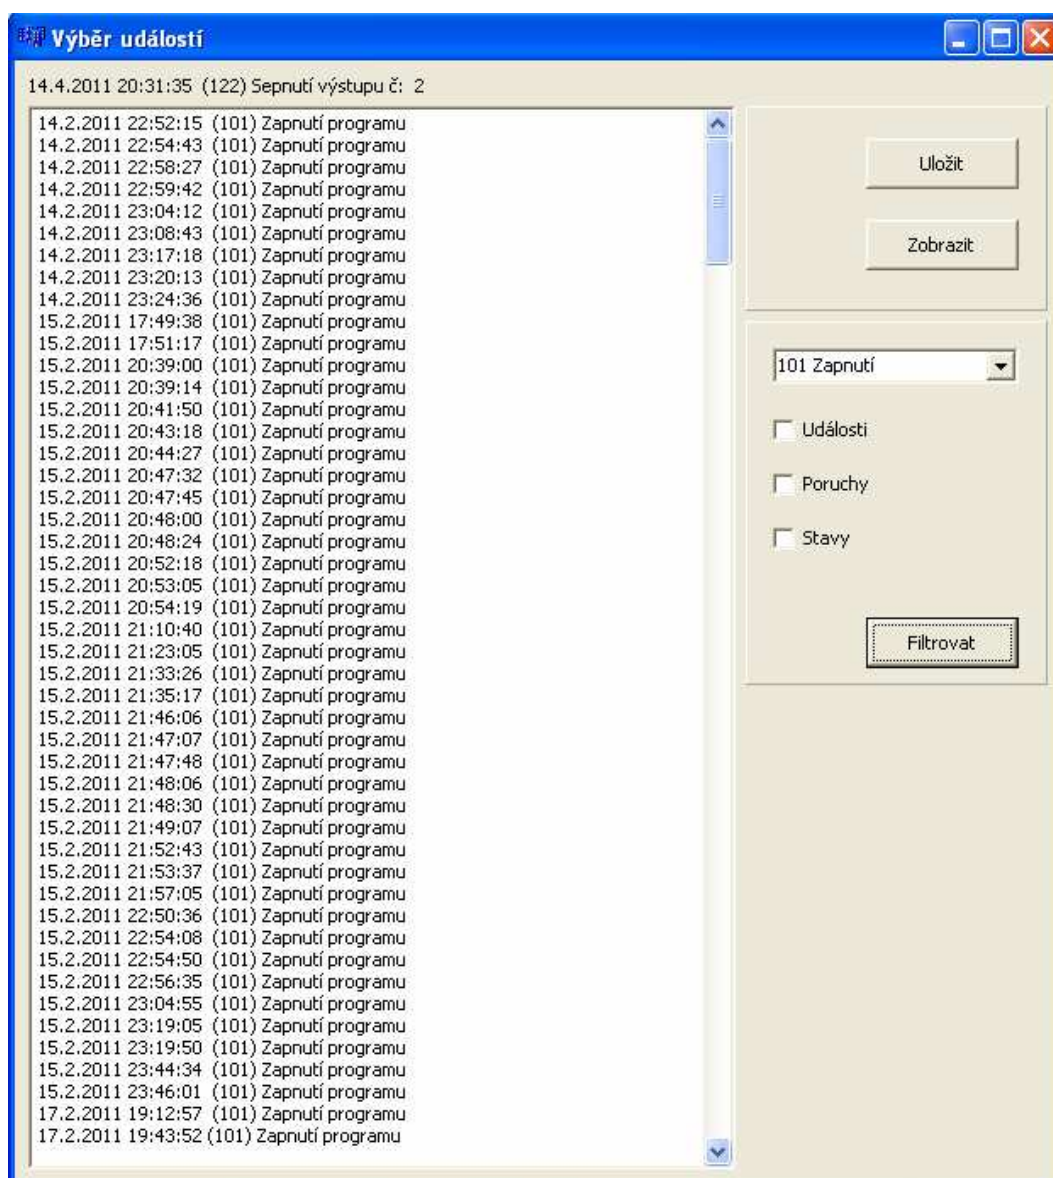 Výběr událostí
14.4.2011 20:31:35 (122) Sepnutí výstupu č: 2
14.2.2011 22:52:15 (101) Zapnutí programu
14.2.2011 22:54:43 (101) Zapnutí programu
14.2.2011 22:58:27 (101) Zapnutí programu
14.2.2011 22:59:42 (101) Zapnutí programu
14.2.2011 23:04:12 (101) Zapnutí programu
14.2.2011 23:08:43 (101) Zapnutí programu
14.2.2011 23:17:18 (101) Zapnutí programu
14.2.2011 23:20:13 (101) Zapnutí programu
14.2.2011 23:24:36 (101) Zapnutí programu
15.2.2011 17:49:38 (101) Zapnutí programu
15.2.2011 17:51:17 (101) Zapnutí programu
15.2.2011 20:39:00 (101) Zapnutí programu
15.2.2011 20:39:14 (101) Zapnutí programu
15.2.2011 20:41:50 (101) Zapnutí programu
15.2.2011 20:43:18 (101) Zapnutí programu
15.2.2011 20:44:27 (101) Zapnutí programu
15.2.2011 20:47:32 (101) Zapnutí programu
15.2.2011 20:47:45 (101) Zapnutí programu
15.2.2011 20:48:00 (101) Zapnutí programu
15.2.2011 20:48:24 (101) Zapnutí programu
15.2.2011 20:52:18 (101) Zapnutí programu
15.2.2011 20:53:05 (101) Zapnutí programu
15.2.2011 20:54:19 (101) Zapnutí programu
15.2.2011 21:10:40 (101) Zapnutí programu
15.2.2011 21:23:05 (101) Zapnutí programu
15.2.2011 21:33:26 (101) Zapnutí programu
15.2.2011 21:35:17 (101) Zapnutí programu
15.2.2011 21:46:06 (101) Zapnutí programu
15.2.2011 21:47:07 (101) Zapnutí programu
15.2.2011 21:47:48 (101) Zapnutí programu
15.2.2011 21:48:06 (101) Zapnutí programu
15.2.2011 21:48:30 (101) Zapnutí programu
15.2.2011 21:49:07 (101) Zapnutí programu
15.2.2011 21:52:43 (101) Zapnutí programu
15.2.2011 21:53:37 (101) Zapnutí programu
15.2.2011 21:57:05 (101) Zapnutí programu
15.2.2011 22:50:36 (101) Zapnutí programu
15.2.2011 22:54:08 (101) Zapnutí programu
15.2.2011 22:54:50 (101) Zapnutí programu
15.2.2011 22:56:35 (101) Zapnutí programu
15.2.2011 23:04:55 (101) Zapnutí programu
15.2.2011 23:19:05 (101) Zapnutí programu
15.2.2011 23:19:50 (101) Zapnutí programu
15.2.2011 23:44:34 (101) Zapnutí programu
15.2.2011 23:46:01 (101) Zapnutí programu
17.2.2011 19:12:57 (101) Zapnutí programu
17.2.2011 19:43:52 (101) Zapnutí programu
Uložit
Zobrazit
101 Zapnutí
Události
Poruchy
Stavy
Filtrovat